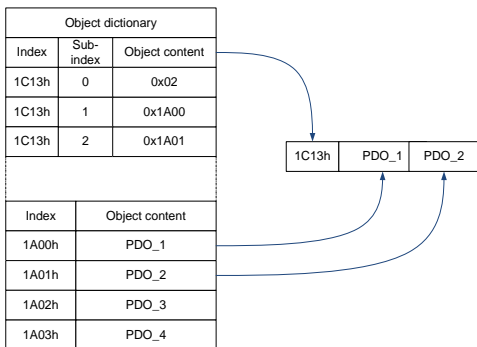 Object dictionary
Index Sub-index Object content
1C13h 0 0x02
1C13h 1 0x1A00
1C13h 2 0x1A01
1C13h PDO_1 PDO_2
Index Object content
1A00h PDO_1
1A01h PDO_2
1A02h PDO_3
1A03h PDO_4